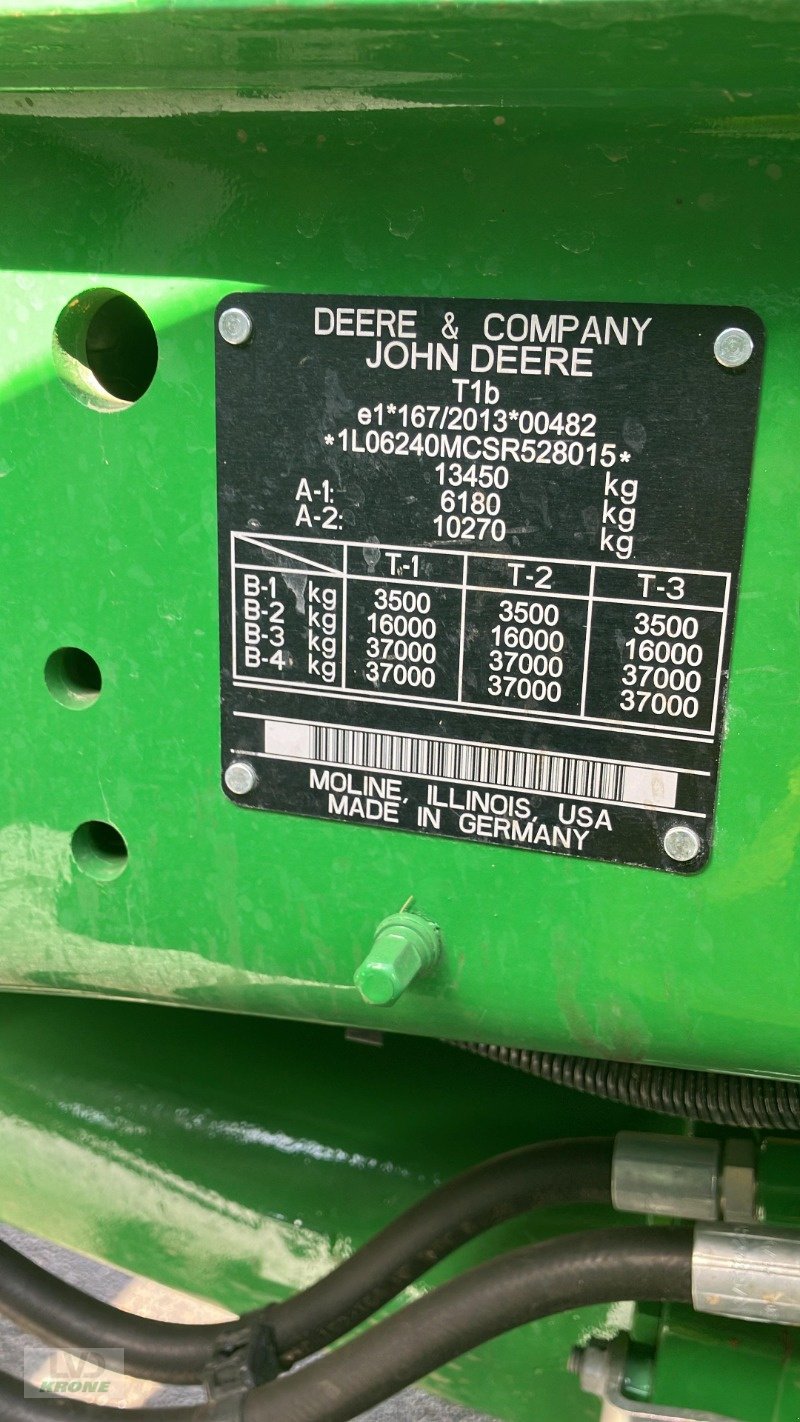 DEERE & COMPANY
JOHN DEERE
T1b
e1*167/2013*00482
*1L06240MCSR528015*
13450 kg
A-1: 6180 kg
A-2: 10270 kg
T-1 T-2 T-3
B-1 kg 3500 3500 3500
B-2 kg 16000 16000 16000
B-3 kg 37000 37000 37000
B-4 kg 37000 37000 37000
MOLINE, ILLINOIS, USA
MADE IN GERMANY
LVD
KRONE